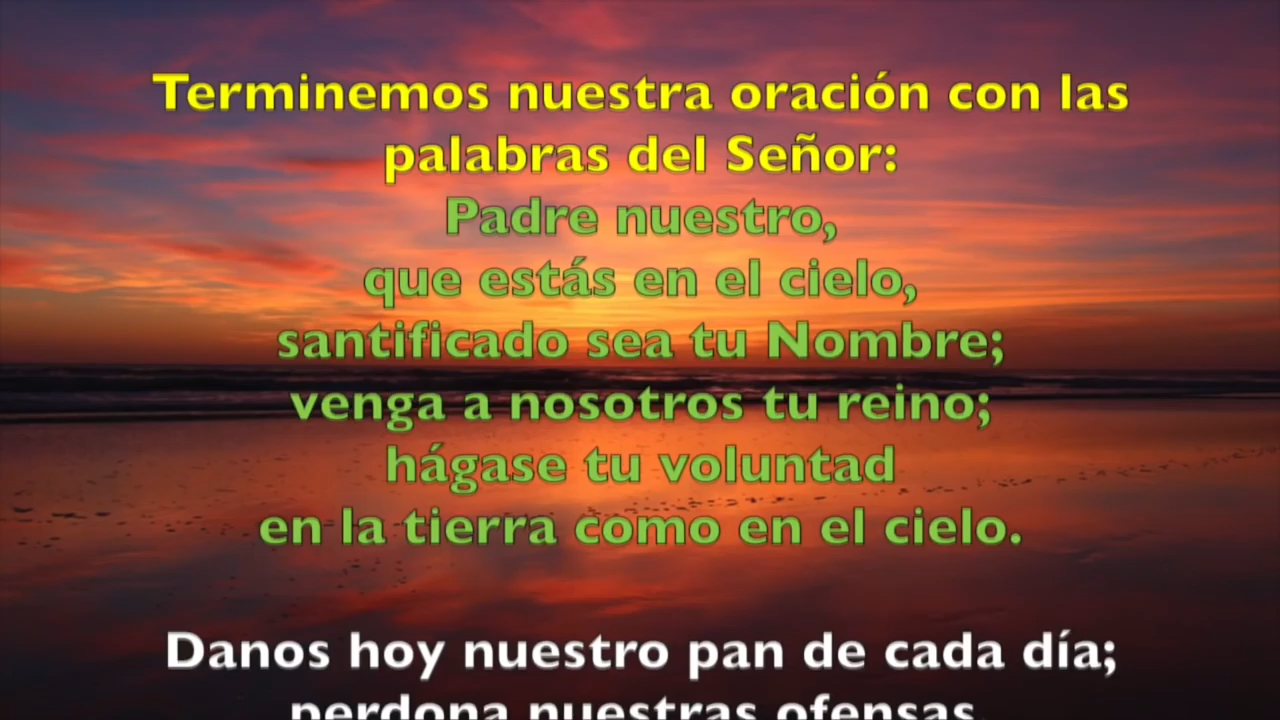 Terminemos nuestra oración con las
palabras del Señor:
Padre nuestro,
que estás en el cielo,
santificado sea tu Nombre;
venga a nosotros tu reino;
hágase tu voluntad
en la tierra como en el cielo.
Danos hoy nuestro pan de cada día;
perdona nuestras ofensas,